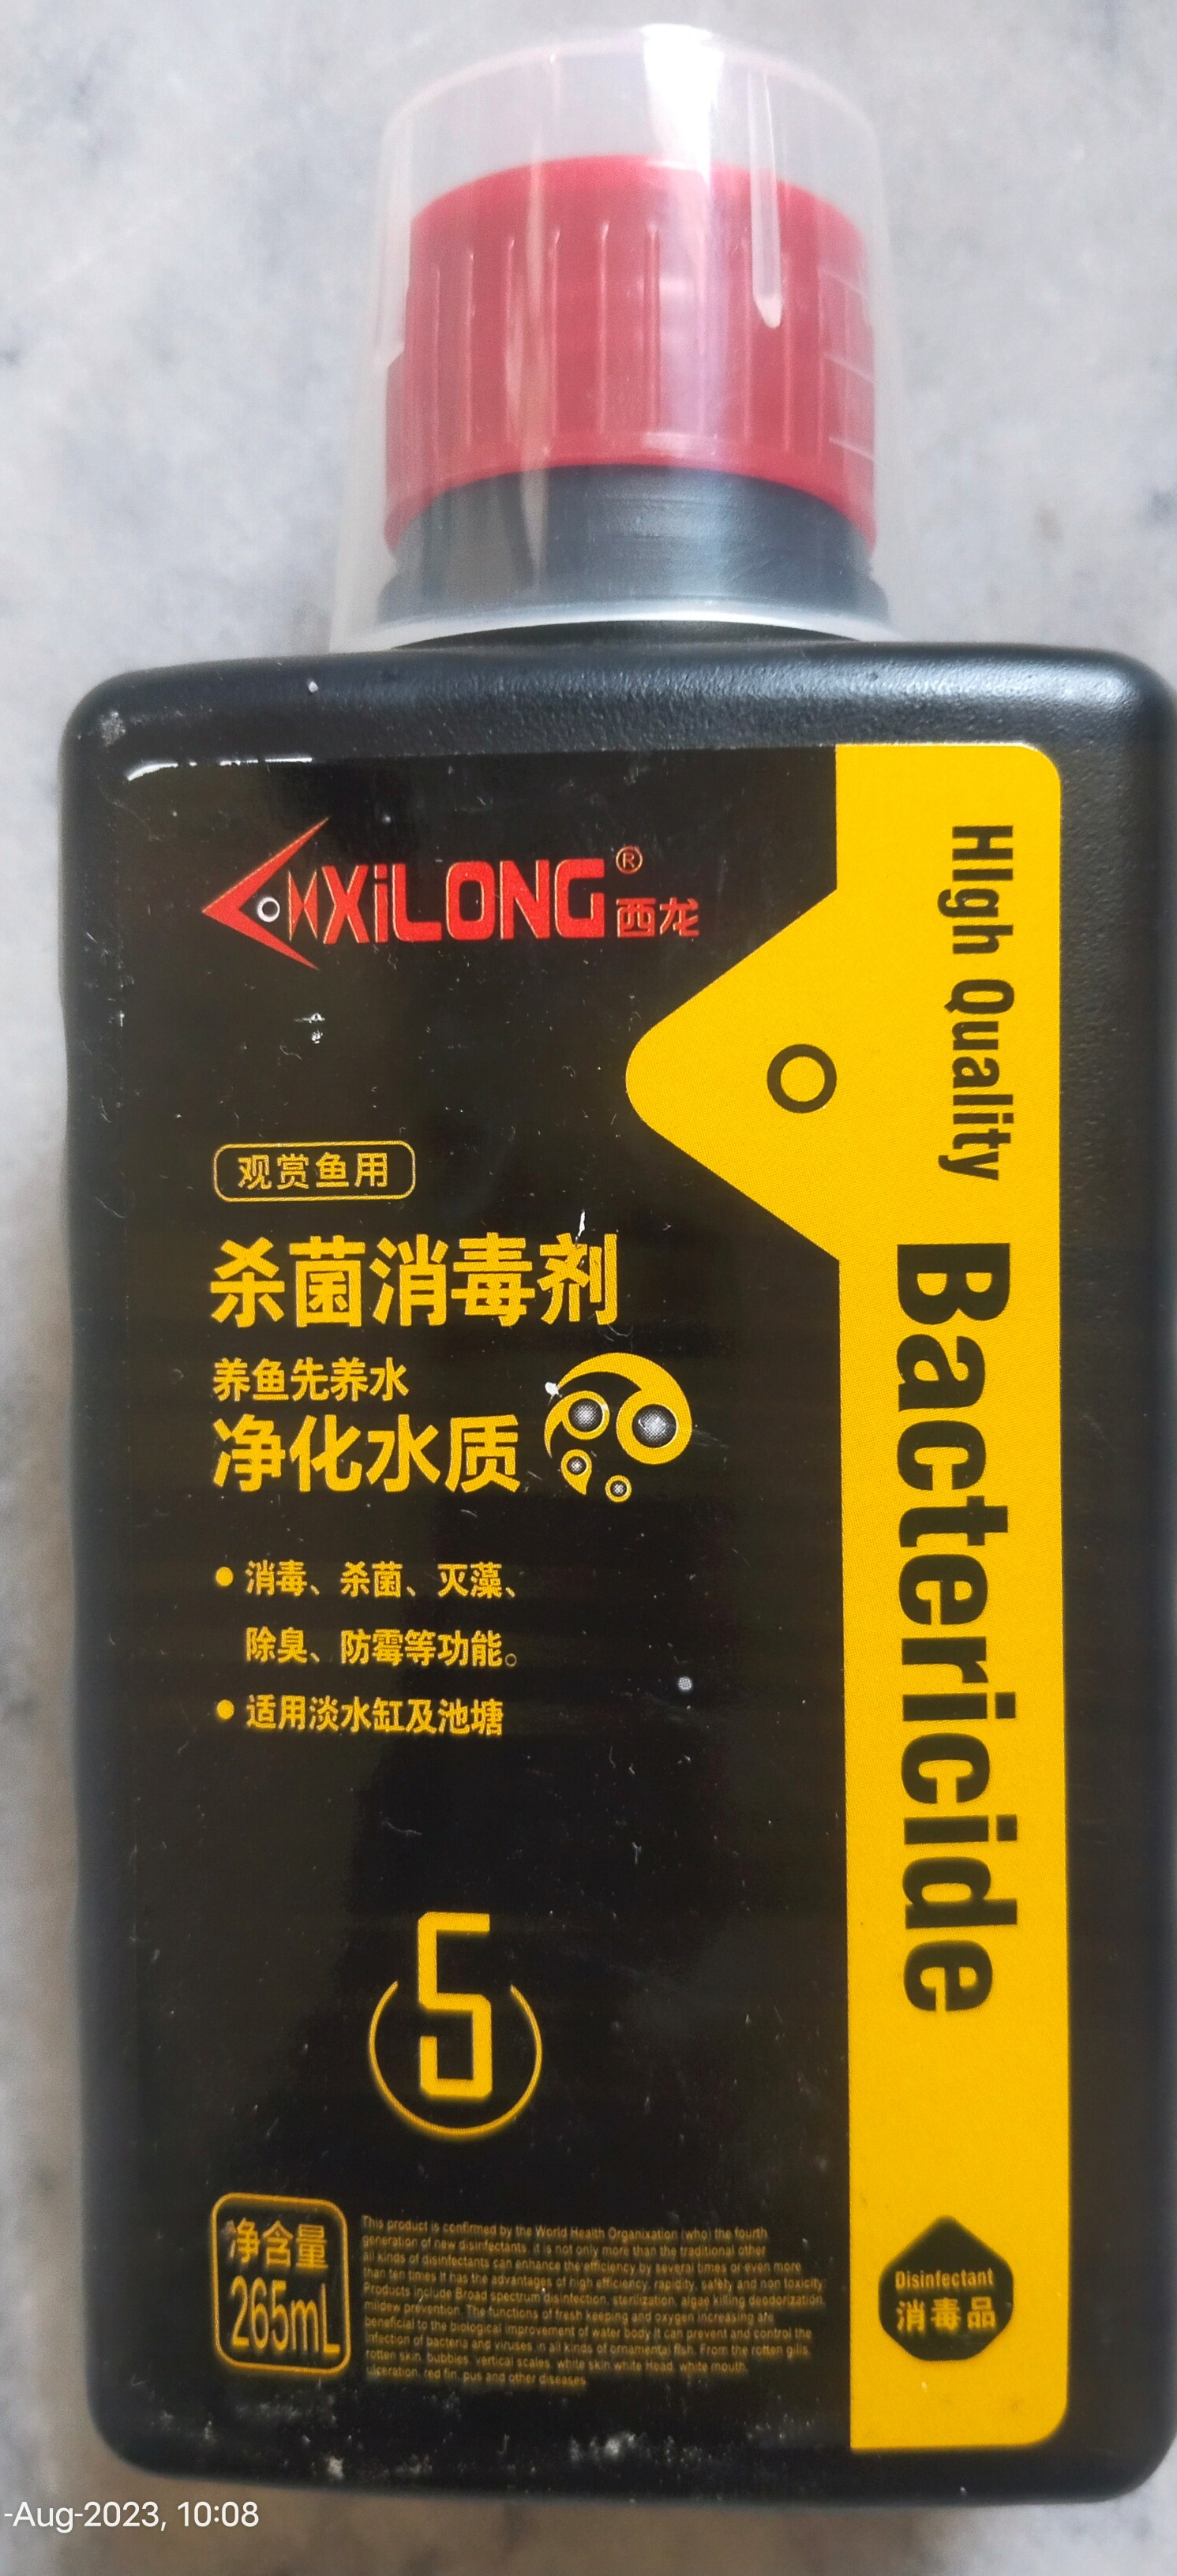 XiLONG® 西龙
HIgh Quality Bactericide
观赏鱼用
杀菌消毒剂
养鱼先养水
净化水质
• 消毒、杀菌、灭藻、
除臭、防霉等功能。
• 适用淡水缸及池塘
5
净含量
265mL
This product is confirmed by the World Health Organixation (who) the fourth
generation of new disinfectants. it is not only more than the traditional other
all kinds of disinfectants can enhance the efficiency by several times or even more
than ten times It has the advantages of high efficiency, rapidity, safety and non toxicity
Products include Broad spectrum disinfection, sterilization, algae killing deodorization,
mildew prevention. The functions of fresh keeping and oxygen increasing are
beneficial to the biological improvement of water body It can prevent and control the
infection of bacteria and viruses in all kinds of ornamental fish. From the rotten gills,
rotten skin, bubbles, vertical scales, white skin white Head, white mouth,
ulceration, red fin, pus and other diseases
Disinfectant
消毒品
-Aug-2023, 10:08